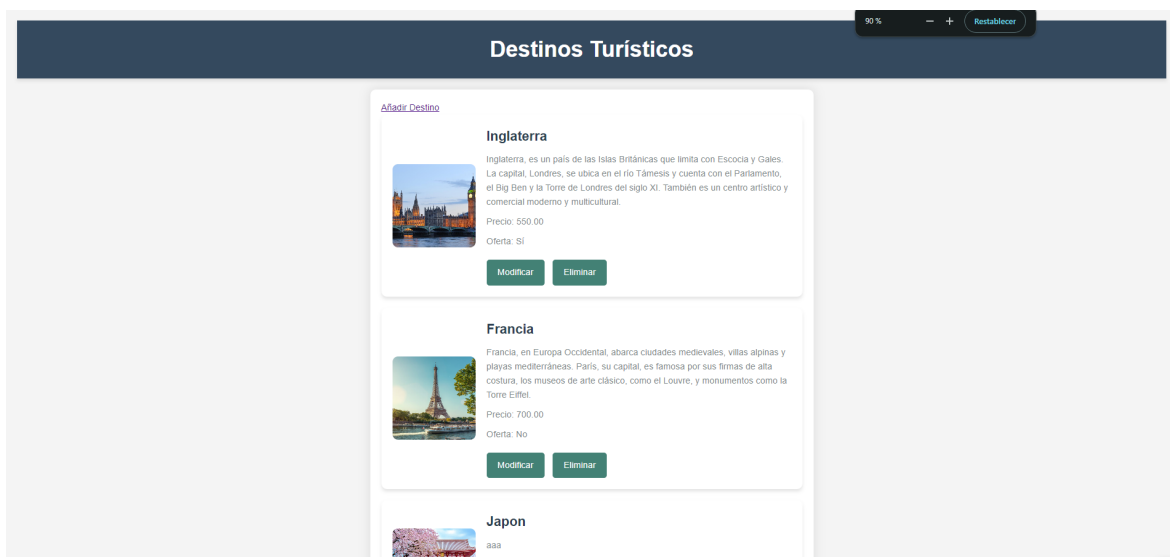 90 %
Restablecer
Destinos Turísticos
Añadir Destino
Inglaterra
Inglaterra, es un país de las Islas Británicas que limita con Escocia y Gales.
La capital, Londres, se ubica en el río Támesis y cuenta con el Parlamento,
el Big Ben y la Torre de Londres del siglo XI. También es un centro artístico y
comercial moderno y multicultural.
Precio: 550.00
Oferta: Sí
Modificar
Eliminar
Francia
Francia, en Europa Occidental, abarca ciudades medievales, villas alpinas y
playas mediterráneas. París, su capital, es famosa por sus firmas de alta
costura, los museos de arte clásico, como el Louvre, y monumentos como la
Torre Eiffel.
Precio: 700.00
Oferta: No
Modificar
Eliminar
Japon
aaa